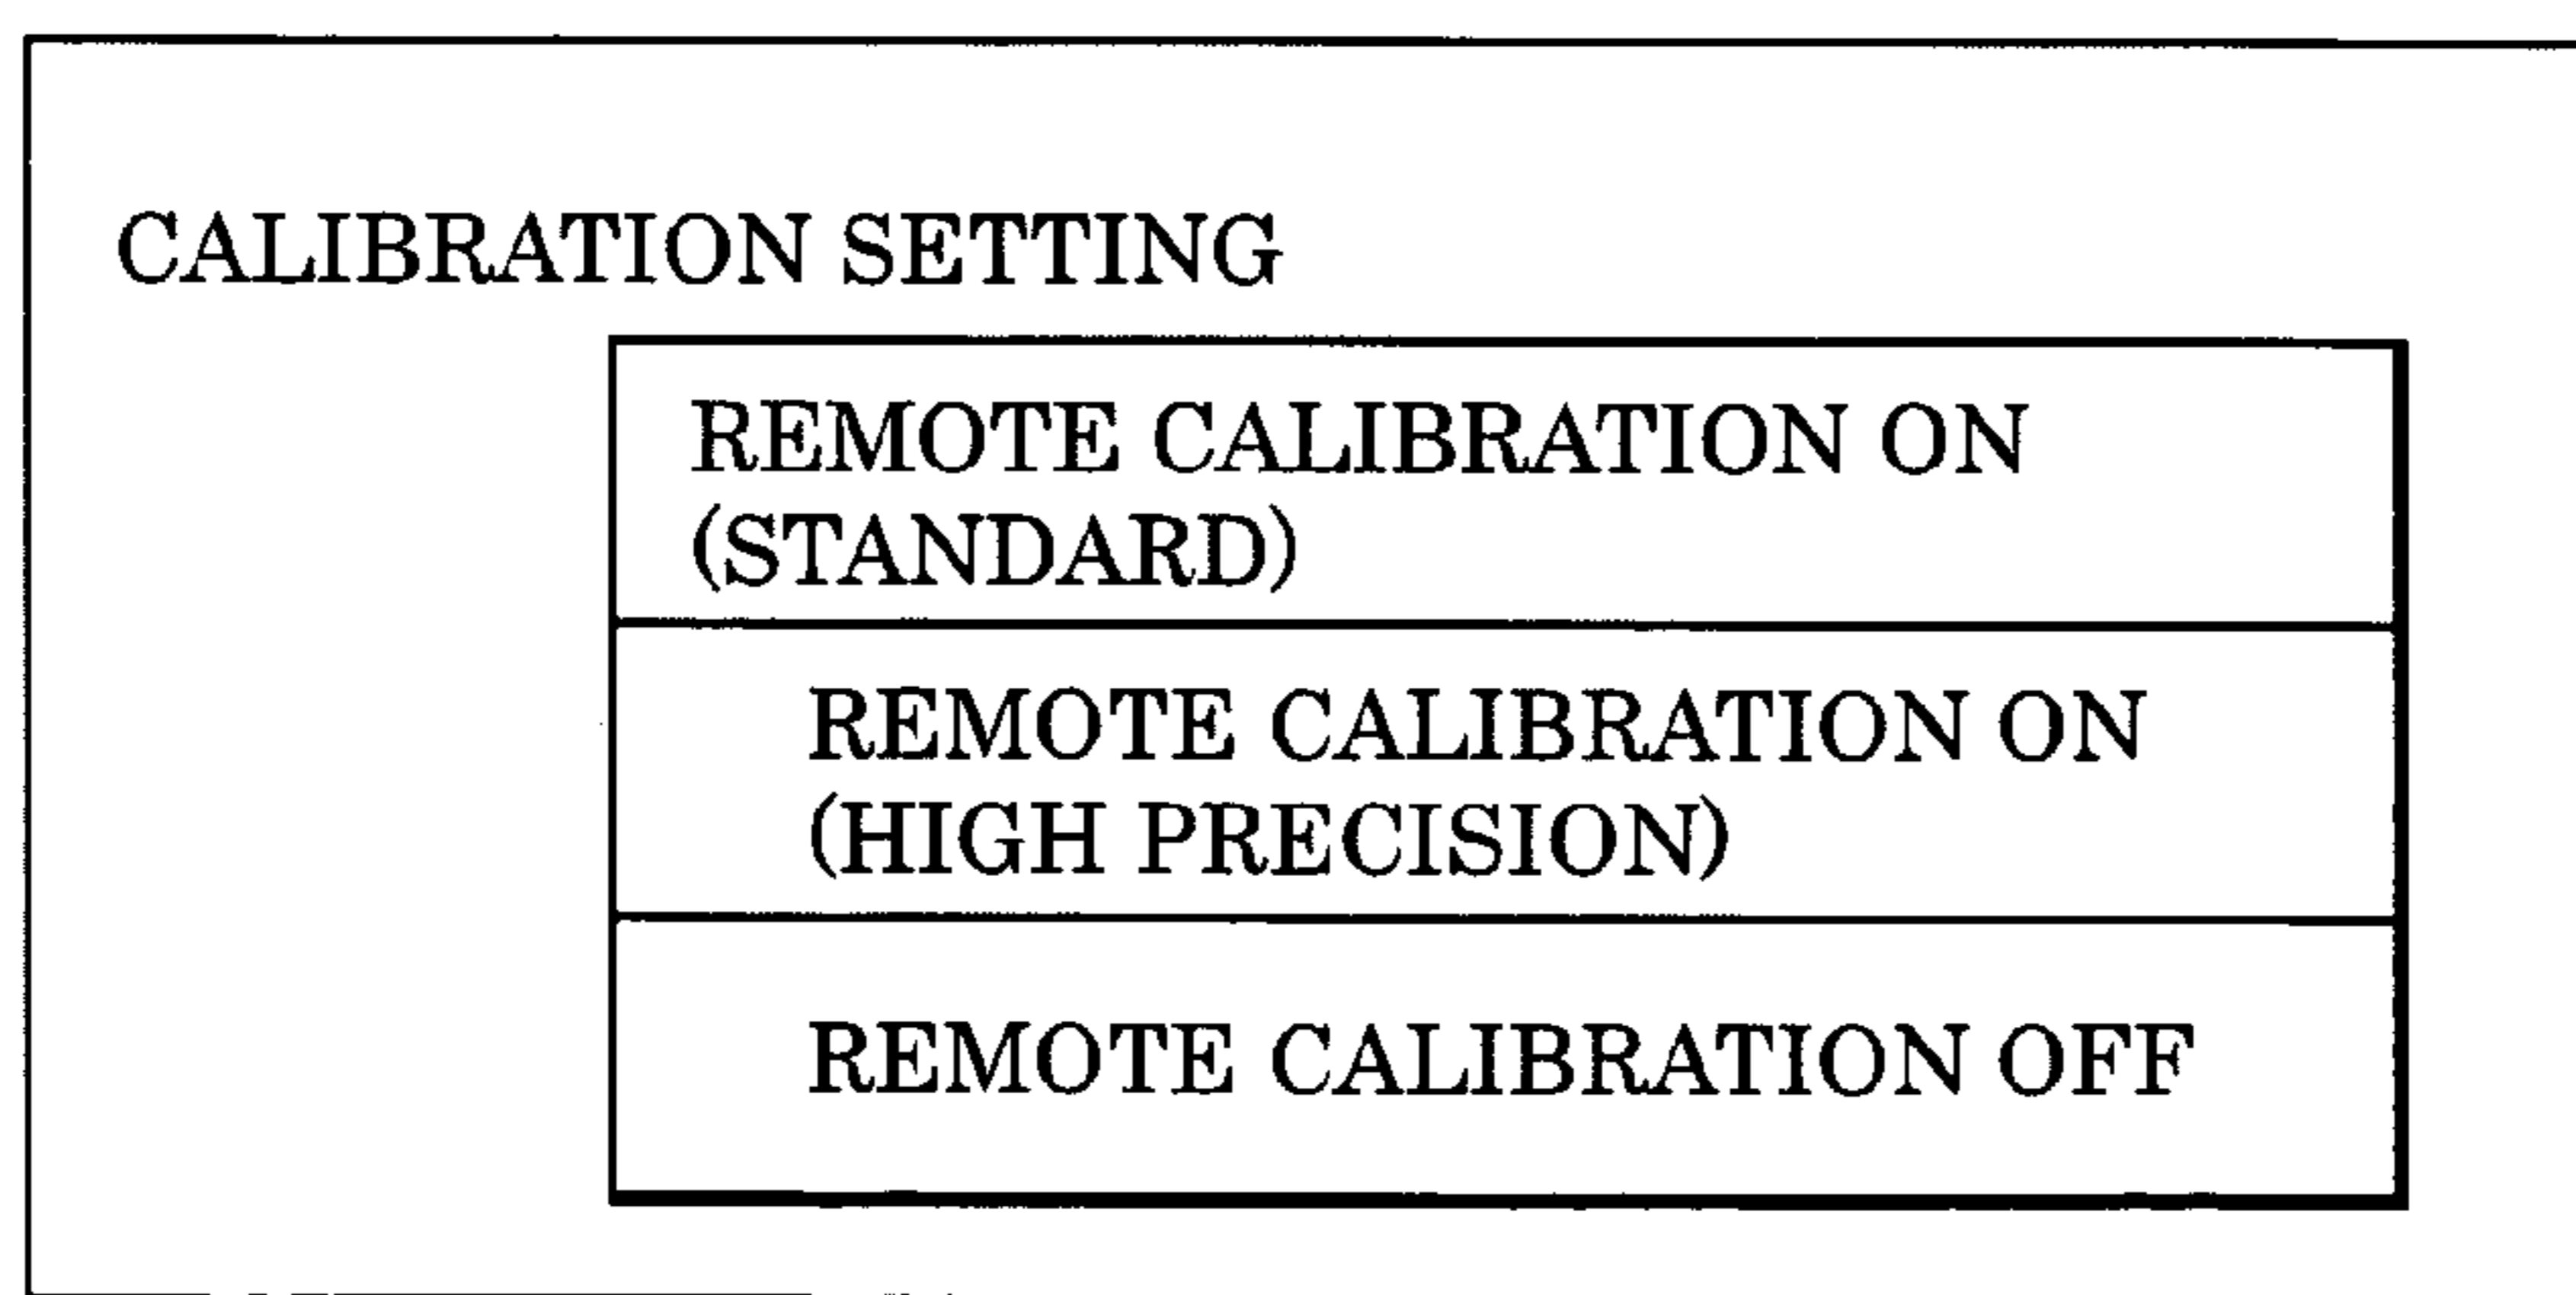 CALIBRATION SETTING
REMOTE CALIBRATION ON
(STANDARD)
REMOTE CALIBRATION ON
(HIGH PRECISION)
REMOTE CALIBRATION OFF